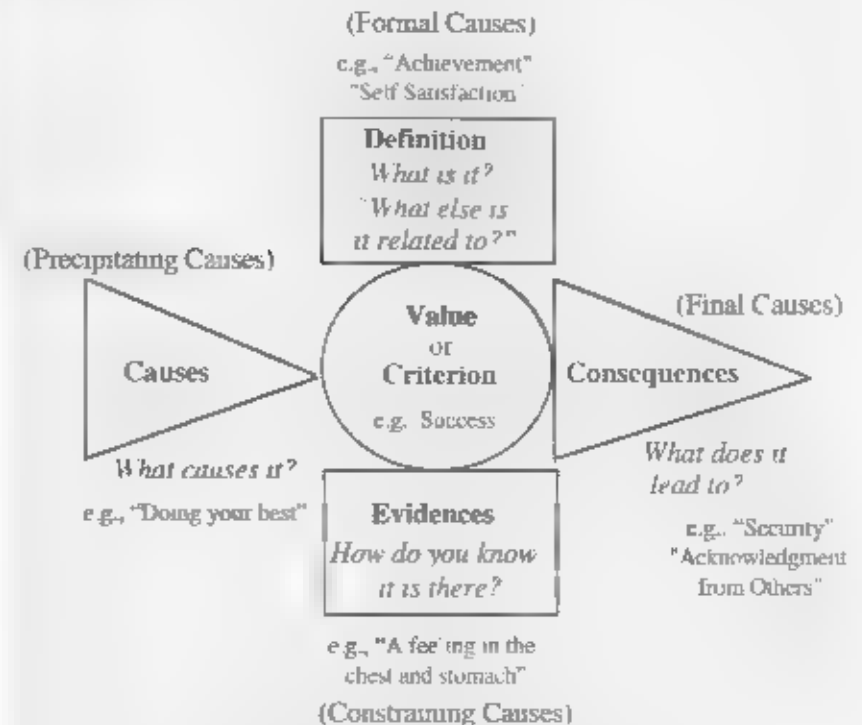 (Formal Causes)
e.g., "Achievement"
"Self Satisfaction"
Definition
What is it?
"What else is
it related to?"
(Precipitating Causes)
Causes
What causes it?
e.g., "Doing your best"
Value
or
Criterion
e.g. Success
(Final Causes)
Consequences
What does it
lead to?
e.g., "Security"
"Acknowledgment
from Others"
Evidences
How do you know
it is there?
e.g., "A feeling in the
chest and stomach"
(Constraining Causes)